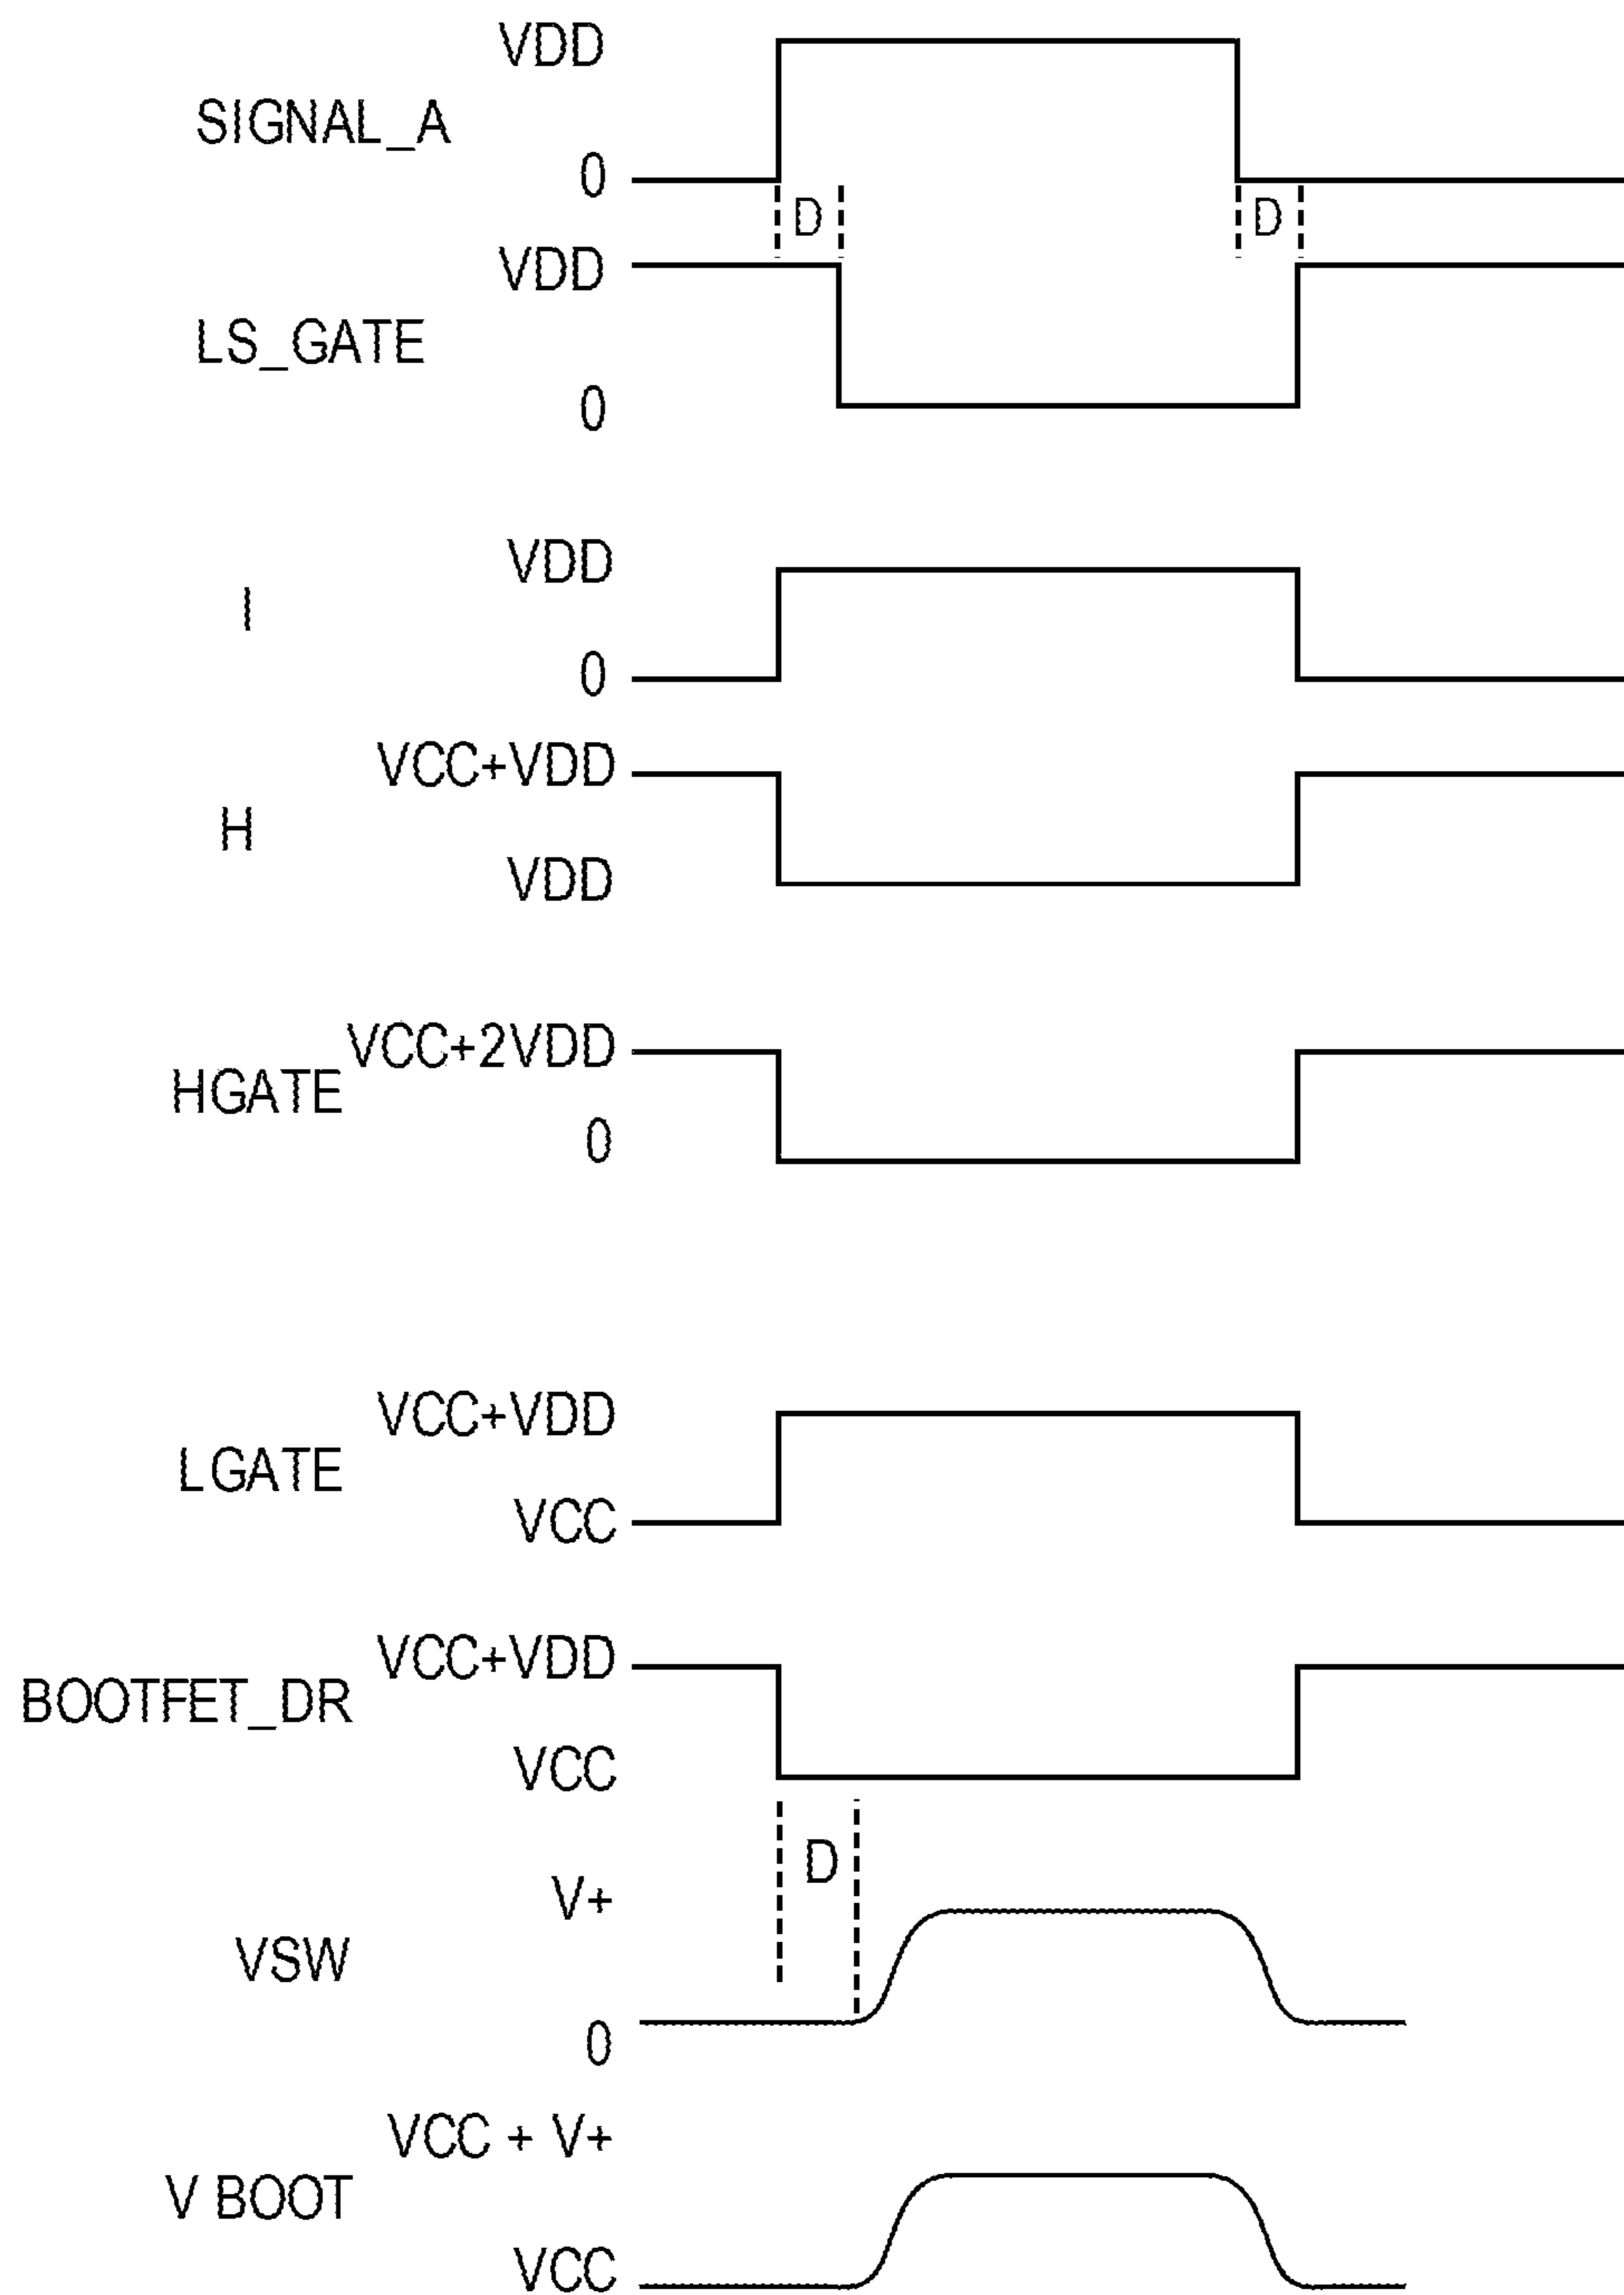 VDD
SIGNAL_A
0
D D
VDD
LS_GATE
0
VDD
I
0
VCC+VDD
H
VDD
VCC+2VDD
HGATE
0
VCC+VDD
LGATE
VCC
VCC+VDD
BOOTFET_DR
VCC
D
V+
VSW
0
VCC + V+
V BOOT
VCC